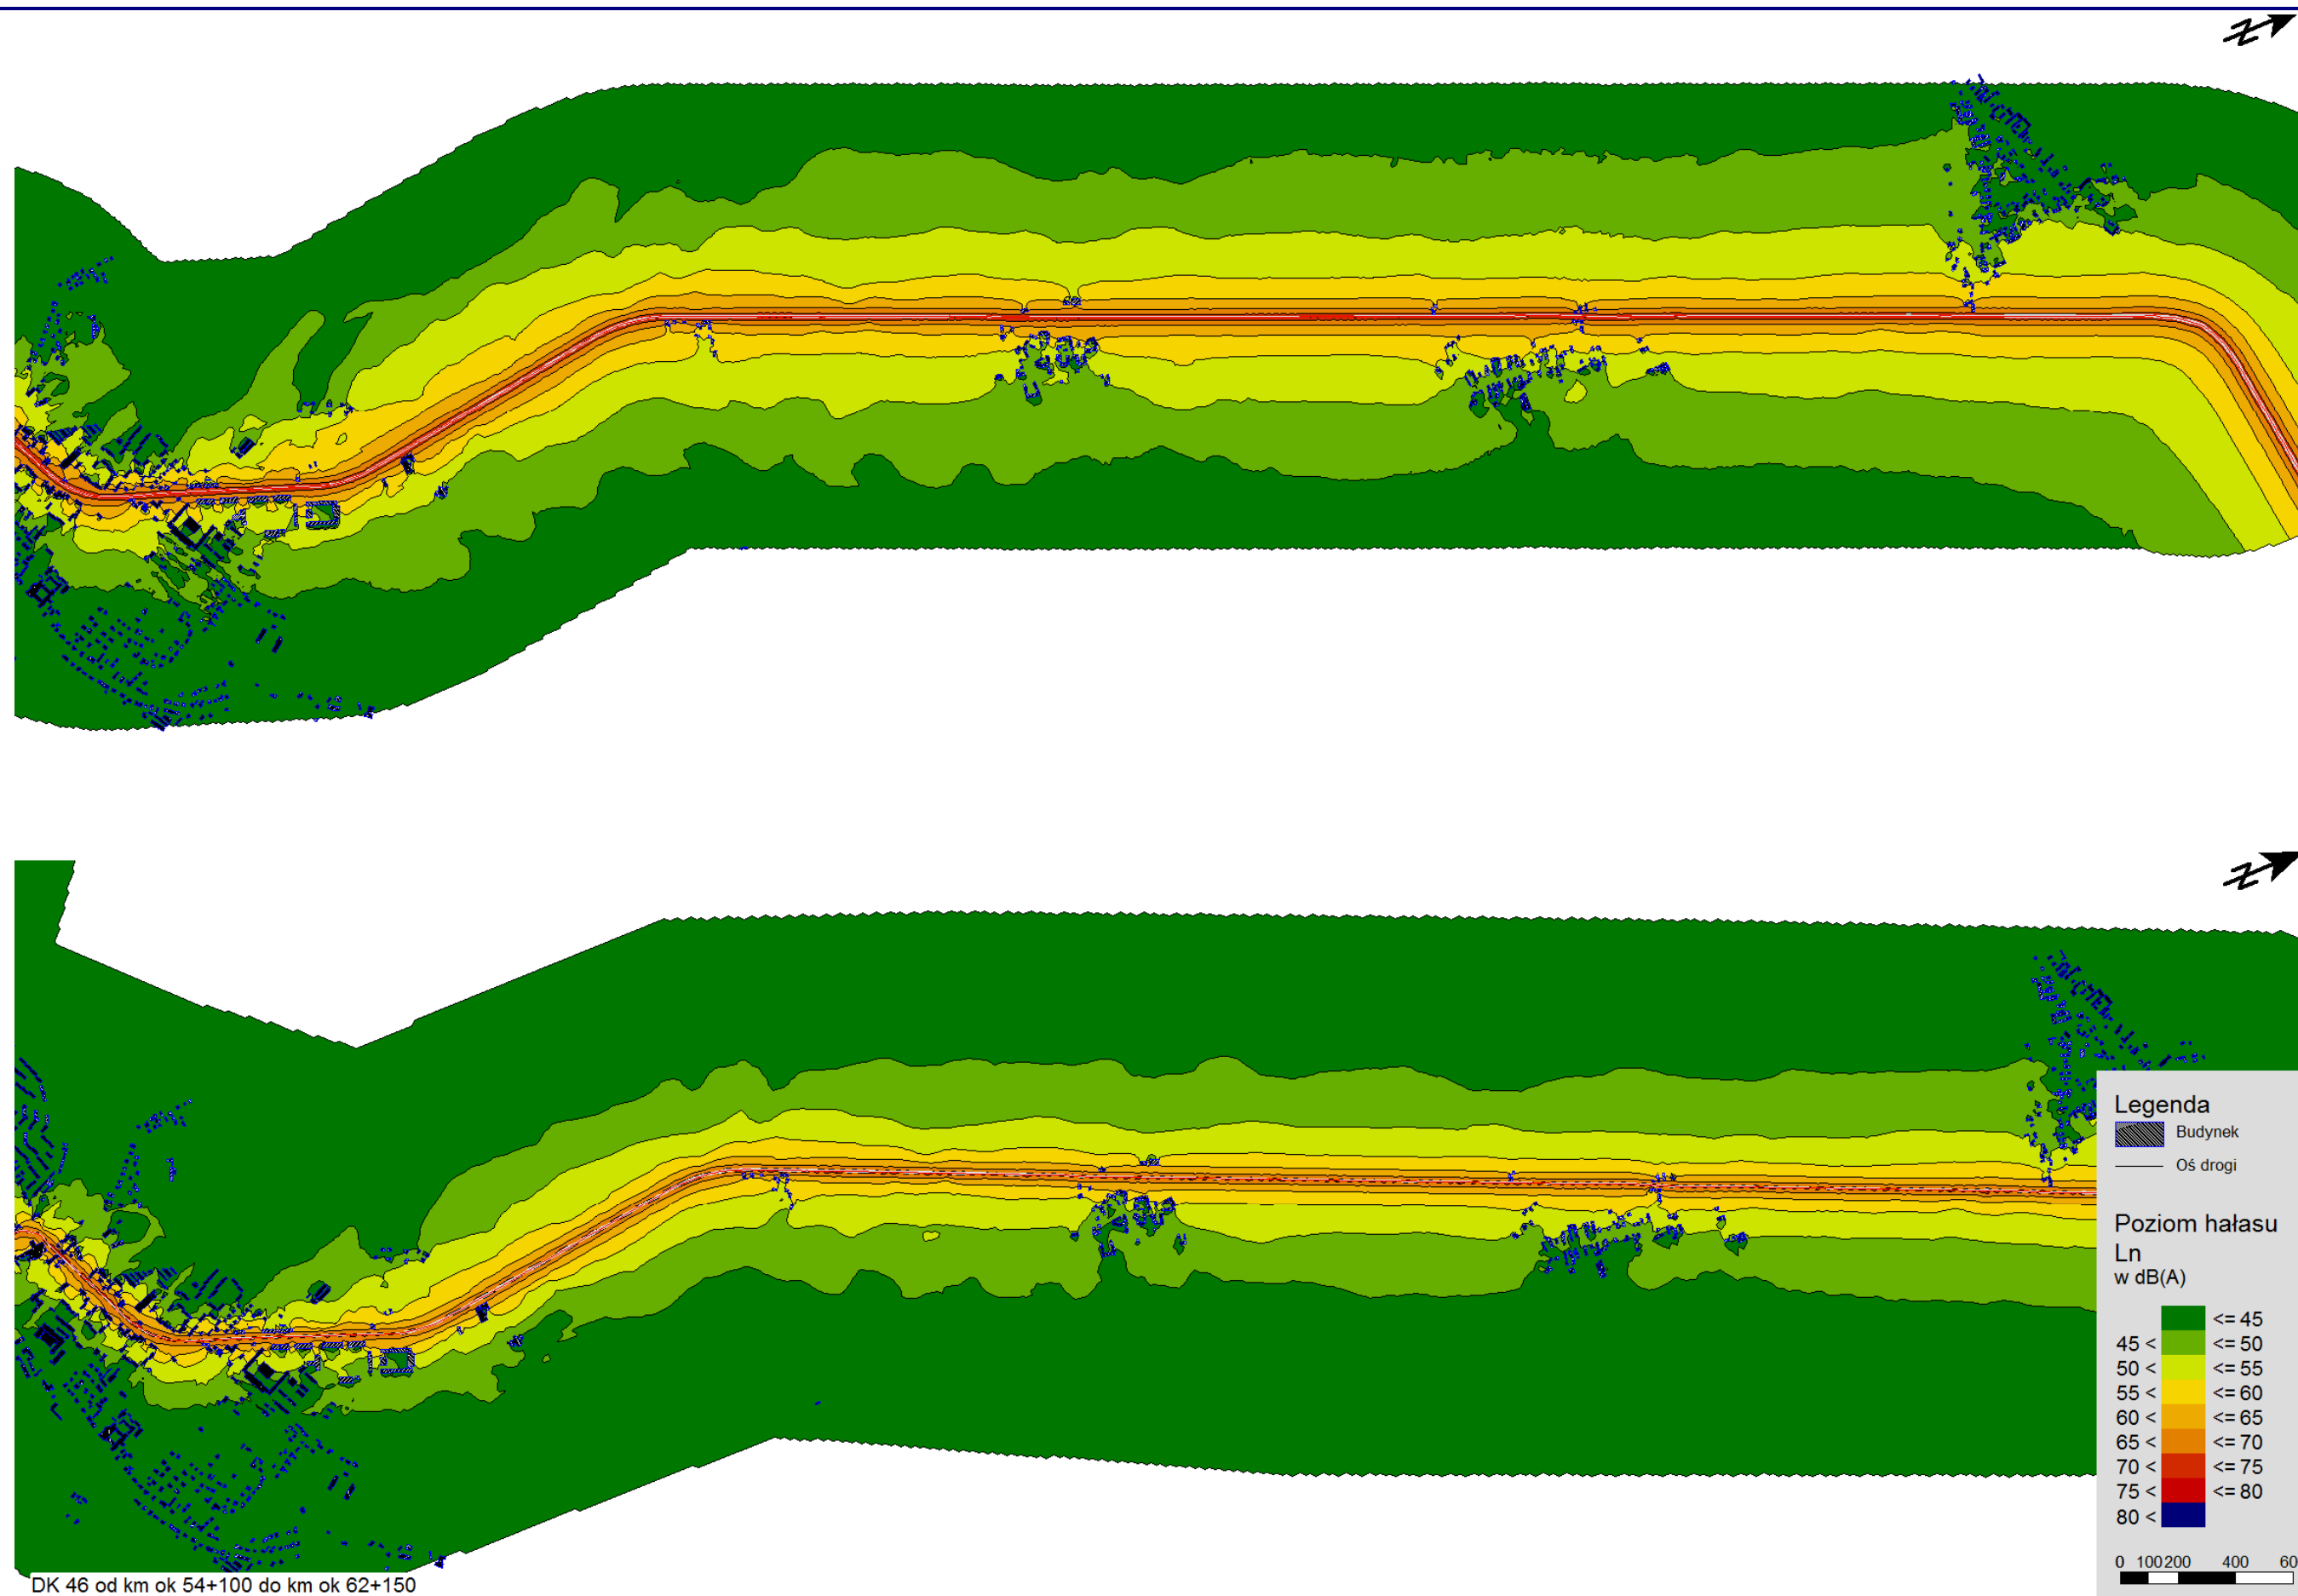 Legenda
Budynek
Oś drogi
Poziom hałasu
Ln
w dB(A)
<= 45
45 < <= 50
50 < <= 55
55 < <= 60
60 < <= 65
65 < <= 70
70 < <= 75
75 < <= 80
80 <
0 100 200 400 60
DK 46 od km ok 54+100 do km ok 62+150